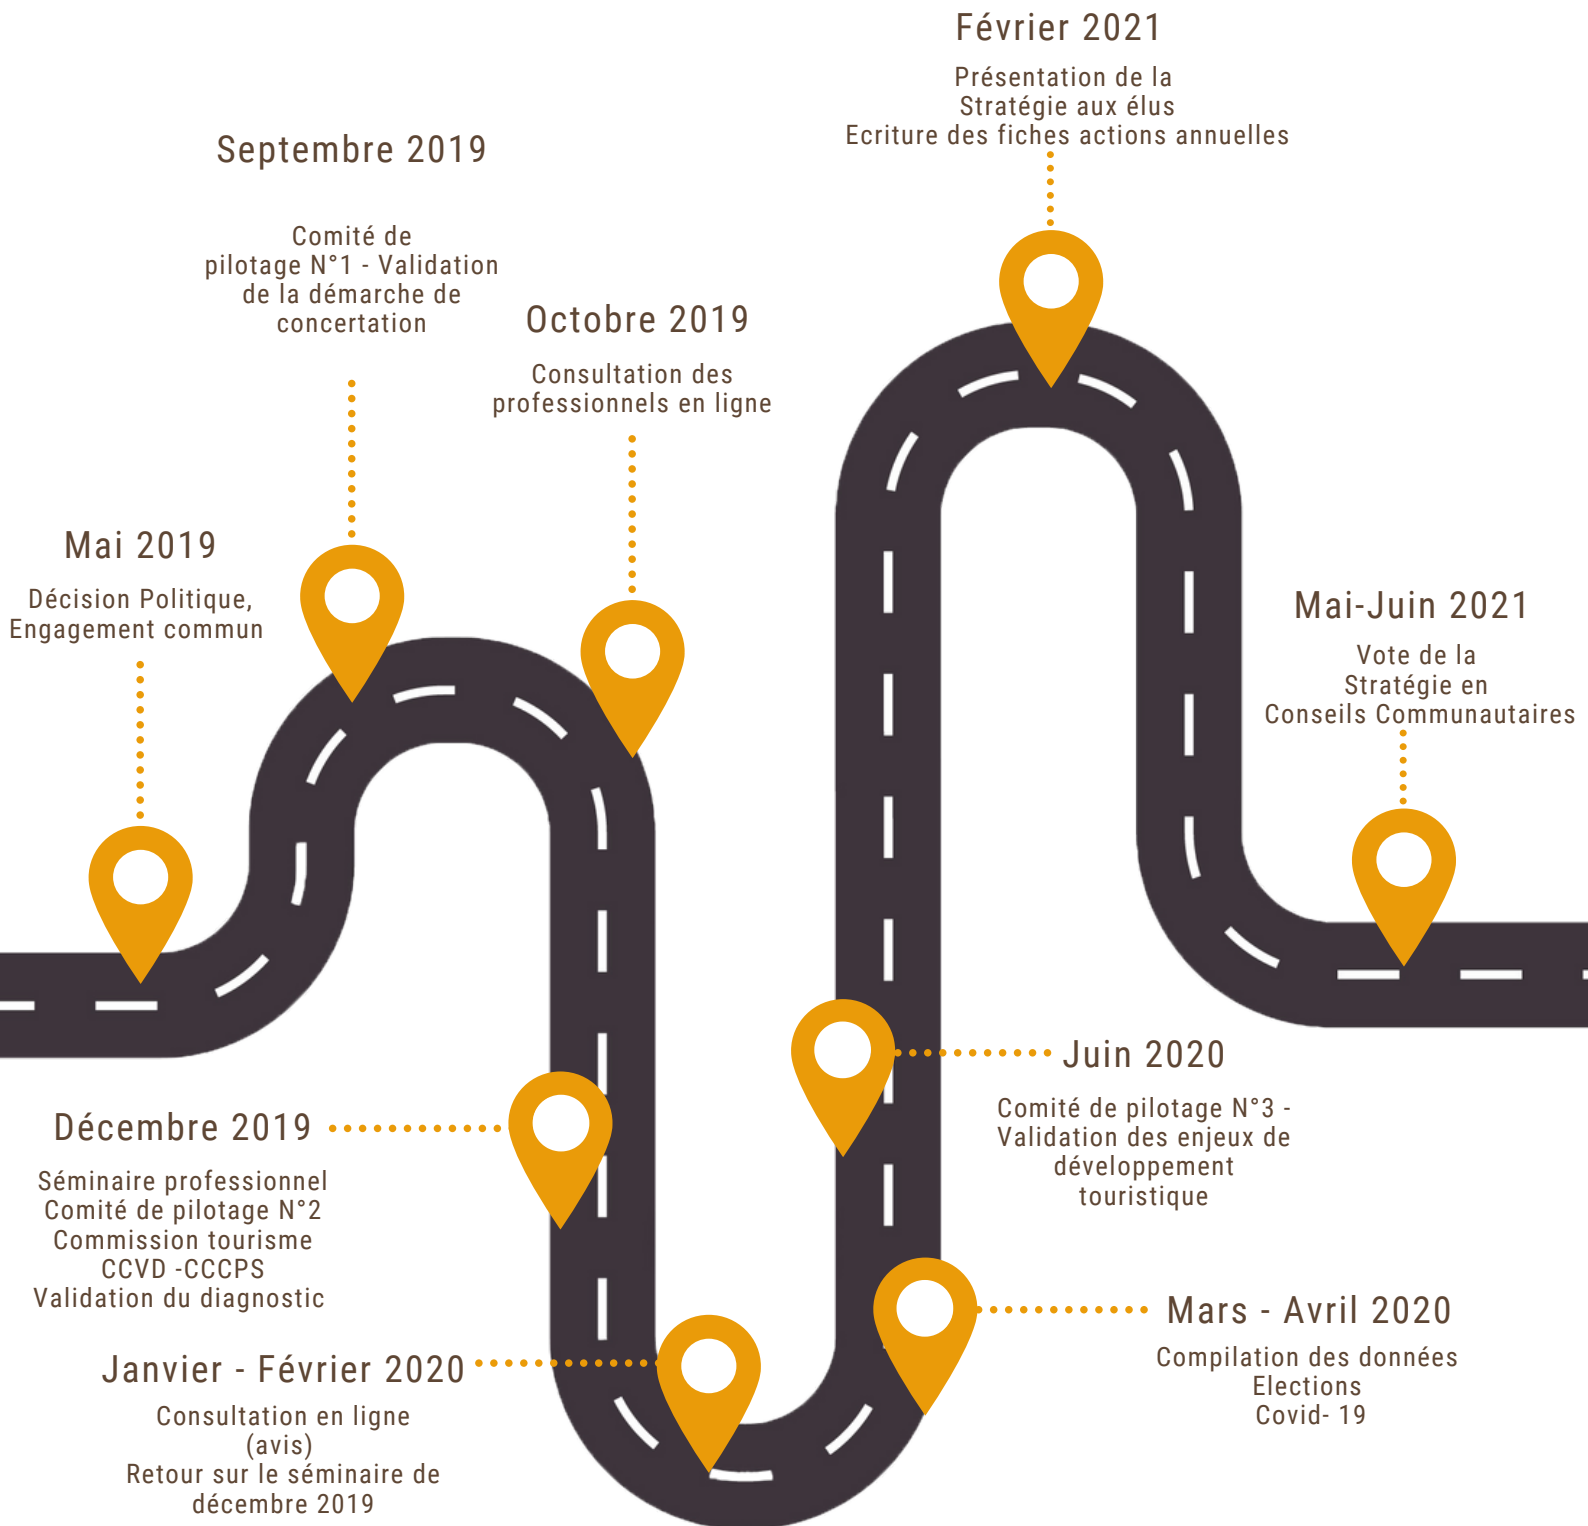 Mai 2019
Décision Politique,
Engagement commun
Septembre 2019
Comité de
pilotage N°1 - Validation
de la démarche de
concertation
Octobre 2019
Consultation des
professionnels en ligne
Décembre 2019
Séminaire professionnel
Comité de pilotage N°2
Commission tourisme
CCVD -CCCPS
Validation du diagnostic
Janvier - Février 2020
Consultation en ligne
(avis)
Retour sur le séminaire de
décembre 2019
Mars - Avril 2020
Compilation des données
Elections
Covid- 19
Juin 2020
Comité de pilotage N°3 -
Validation des enjeux de
développement
touristique
Février 2021
Présentation de la
Stratégie aux élus
Ecriture des fiches actions annuelles
Mai-Juin 2021
Vote de la
Stratégie en
Conseils Communautaires